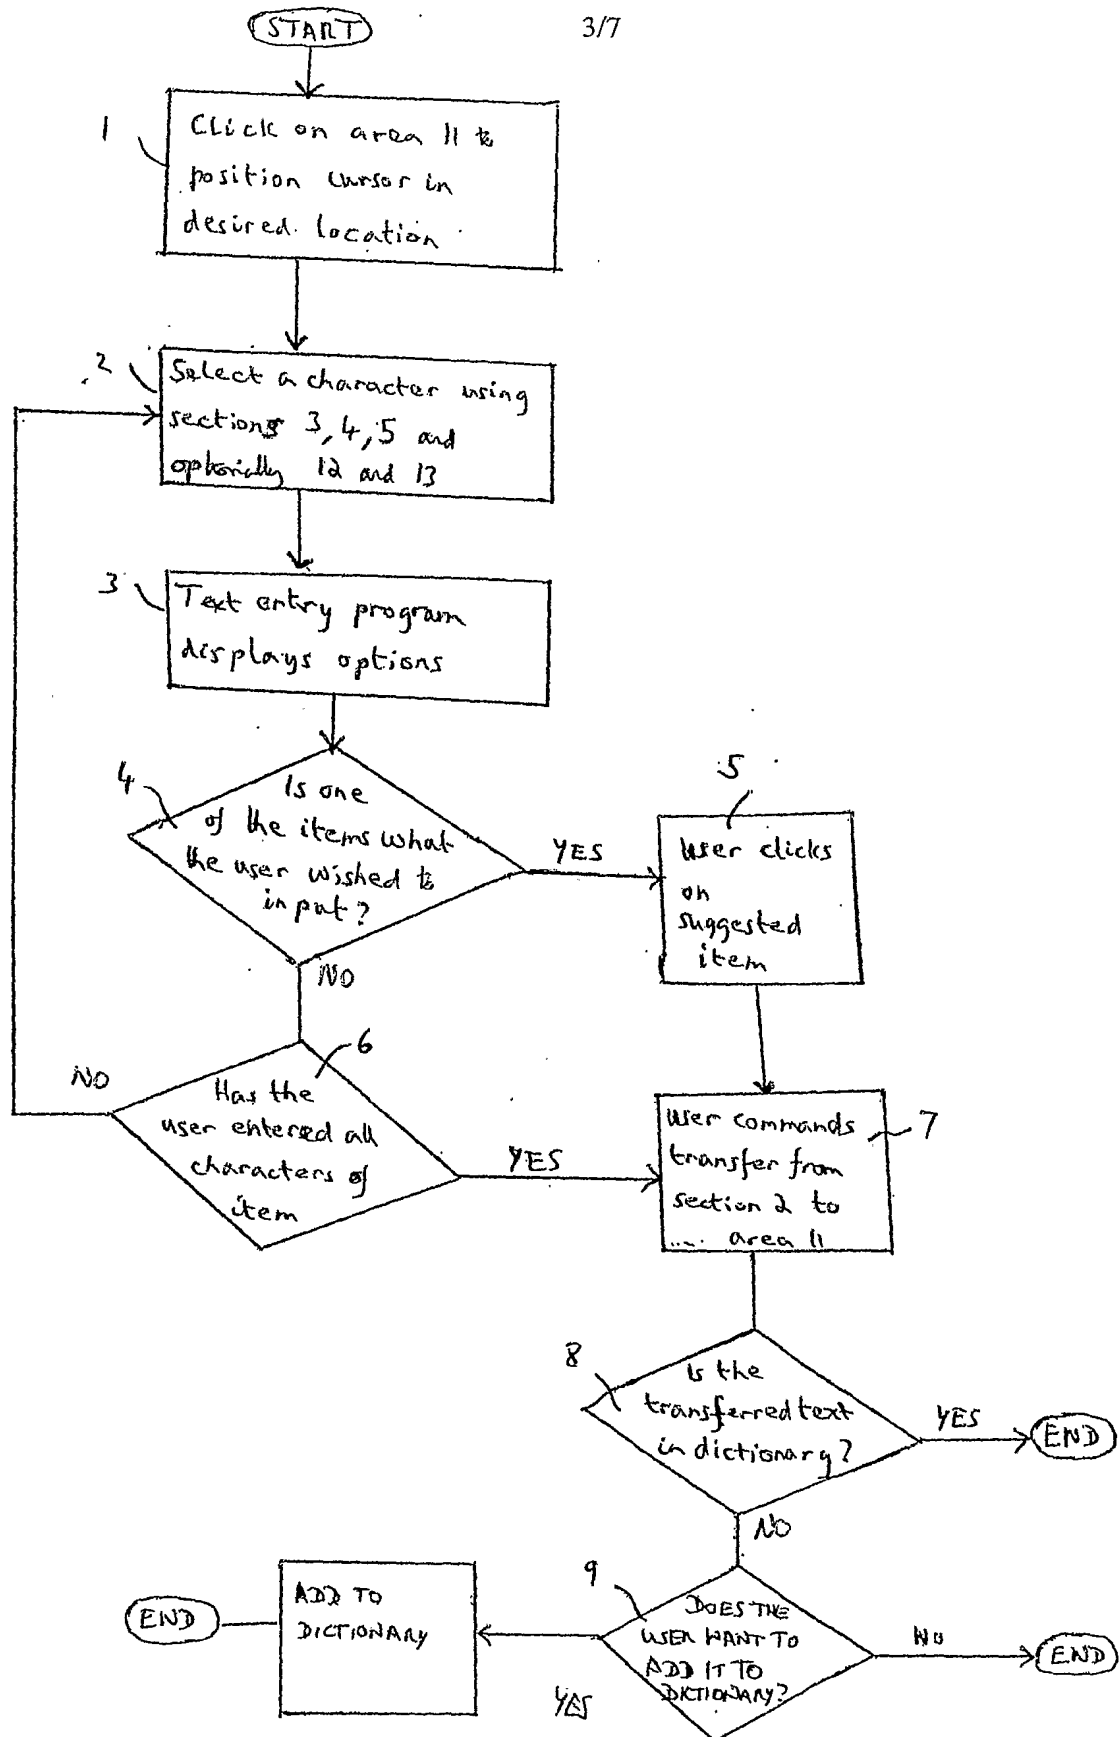 START
3/7
1
Click on area 11 to
position cursor in
desired location
2
Select a character using
sections 3, 4, 5 and
optionally 12 and 13
3
Text entry program
displays options
4
Is one
of the items what
the user wished to
input?
YES
NO
5
User clicks
on
suggested
item
6
Has the
user entered all
characters of
item
NO
YES
7
User commands
transfer from
section 2 to
.... area 11
8
Is the
transferred text
in dictionary?
YES
END
NO
9
DOES THE
USER WANT TO
ADD IT TO
DICTIONARY?
NO
END
YES
ADD TO
DICTIONARY
END